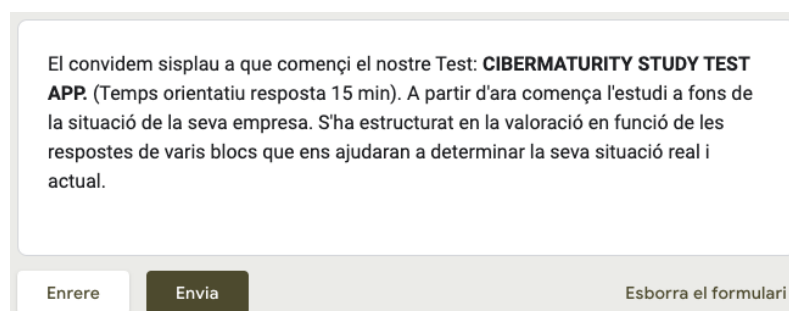 El convidem sisplau a que començi el nostre Test: CIBERMATURITY STUDY TEST
APP. (Temps orientatiu resposta 15 min). A partir d'ara comença l'estudi a fons de
la situació de la seva empresa. S'ha estructurat en la valoració en funció de les
respostes de varis blocs que ens ajudaran a determinar la seva situació real i
actual.
Enrere Envia Esborra el formulari